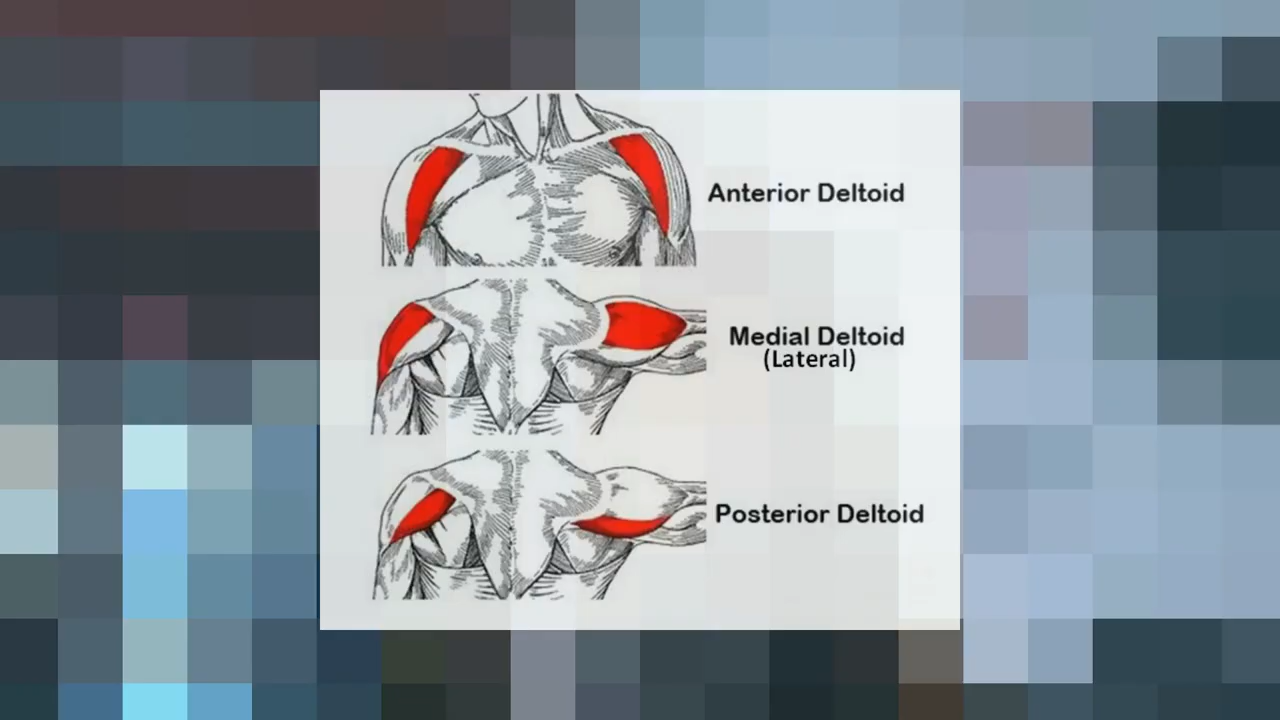 Anterior Deltoid
Medial Deltoid
(Lateral)
Posterior Deltoid